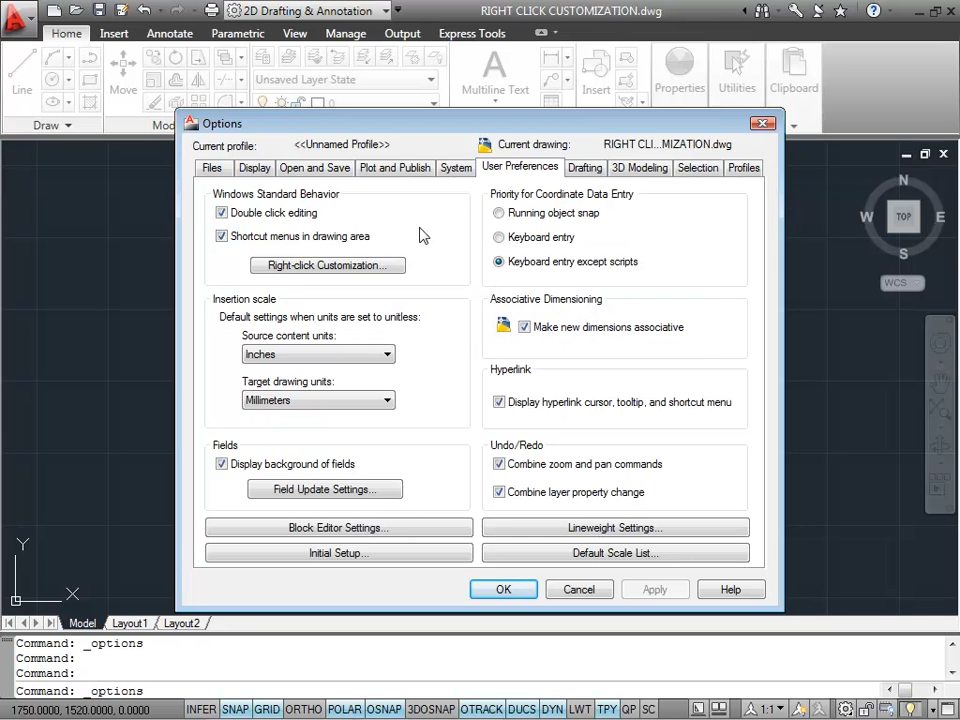 2D Drafting & Annotation
RIGHT CLICK CUSTOMIZATION.dwg
Home Insert Annotate Parametric View Manage Output Express Tools
Unsaved Layer State
Line Move 0 Multiline Text Insert Properties Utilities Clipboard
Draw Mod
Options
Current profile: <<Unnamed Profile>> Current drawing: RIGHT CLI...MIZATION.dwg
Files Display Open and Save Plot and Publish System User Preferences Drafting 3D Modeling Selection Profiles
Windows Standard Behavior
Double click editing
Shortcut menus in drawing area
Right-click Customization...
Insertion scale
Default settings when units are set to unitless:
Source content units:
Inches
Target drawing units:
Millimeters
Fields
Display background of fields
Field Update Settings...
Block Editor Settings...
Initial Setup...
Priority for Coordinate Data Entry
Running object snap
Keyboard entry
Keyboard entry except scripts
Associative Dimensioning
Make new dimensions associative
Hyperlink
Display hyperlink cursor, tooltip, and shortcut menu
Undo/Redo
Combine zoom and pan commands
Combine layer property change
Lineweight Settings...
Default Scale List...
OK Cancel Apply Help
N
W TOP E
S
WCS
Y
X
Model Layout1 Layout2
Command: _options
Command:
Command:
Command: _options
1750.0000, 1520.0000, 0.0000 INFER SNAP GRID ORTHO POLAR OSNAP 3DOSNAP OTRACK DUCS DYN LWT TPY QP SC 1:1